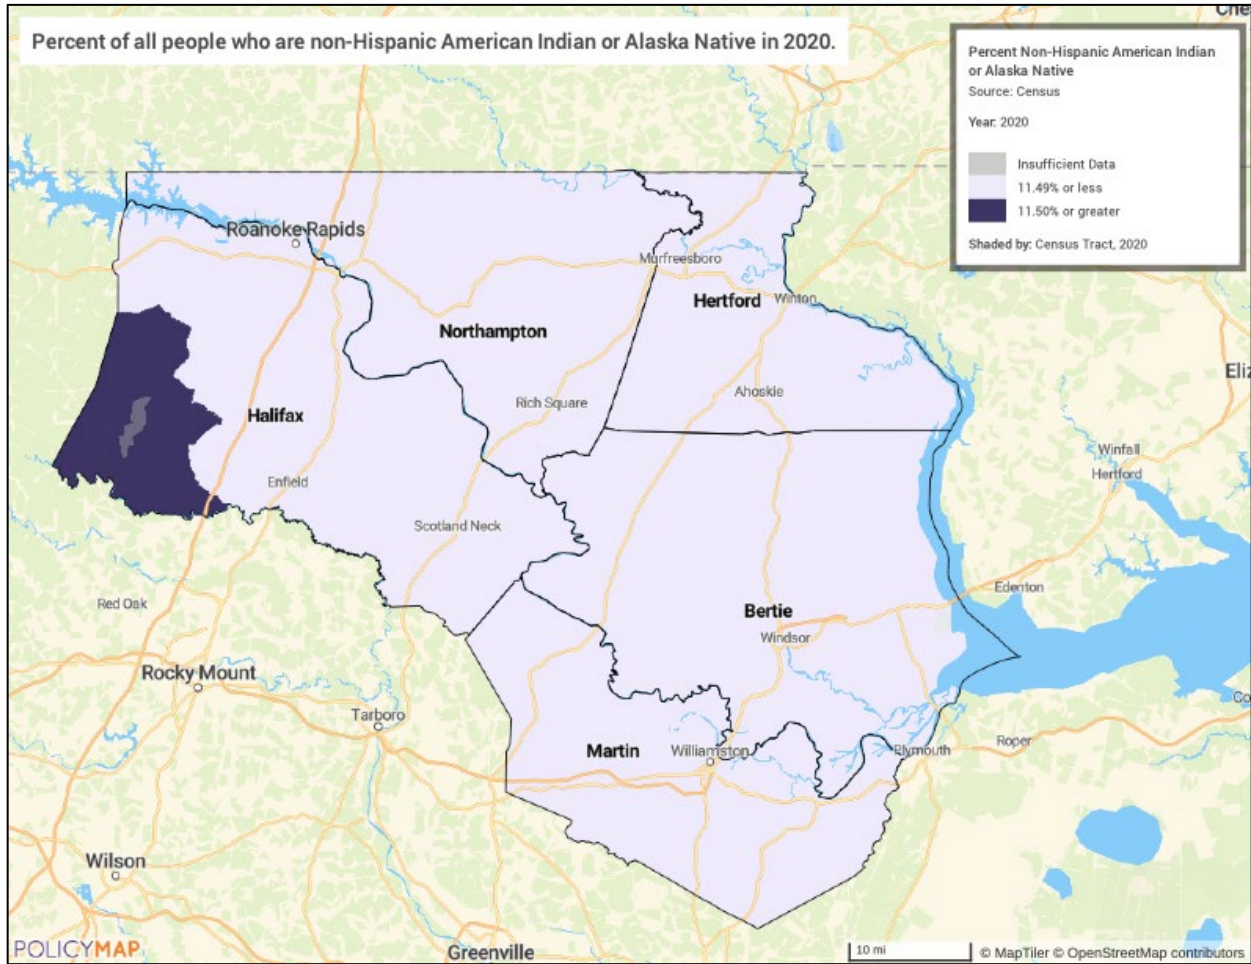 Che
Percent of all people who are non-Hispanic American Indian or Alaska Native in 2020.
Percent Non-Hispanic American Indian
or Alaska Native
Source: Census
Year: 2020
Insufficient Data
11.49% or less
11.50% or greater
Shaded by: Census Tract, 2020
Roanoke Rapids
Murfreesboro
Hertford
Winton
Northampton
Eliz
Ahoskie
Rich Square
Halifax
Winfall
Hertford
Enfield
Scotland Neck
Edenton
Red Oak
Bertie
Windsor
Rocky Mount
Co
Tarboro
Roper
Martin
Williamston
Plymouth
Wilson
POLICYMAP
Greenville
10 mi
© MapTiler © OpenStreetMap contributors